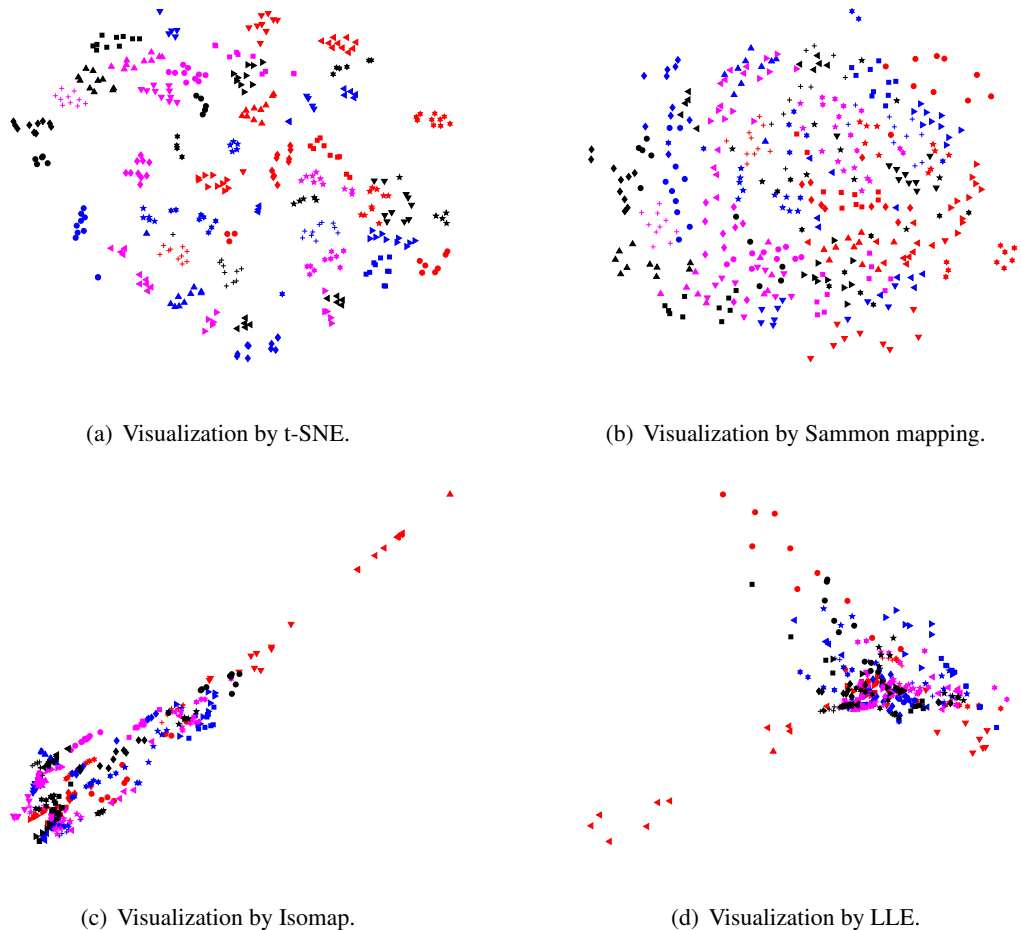 (a) Visualization by t-SNE.
(b) Visualization by Sammon mapping.
(c) Visualization by Isomap.
(d) Visualization by LLE.